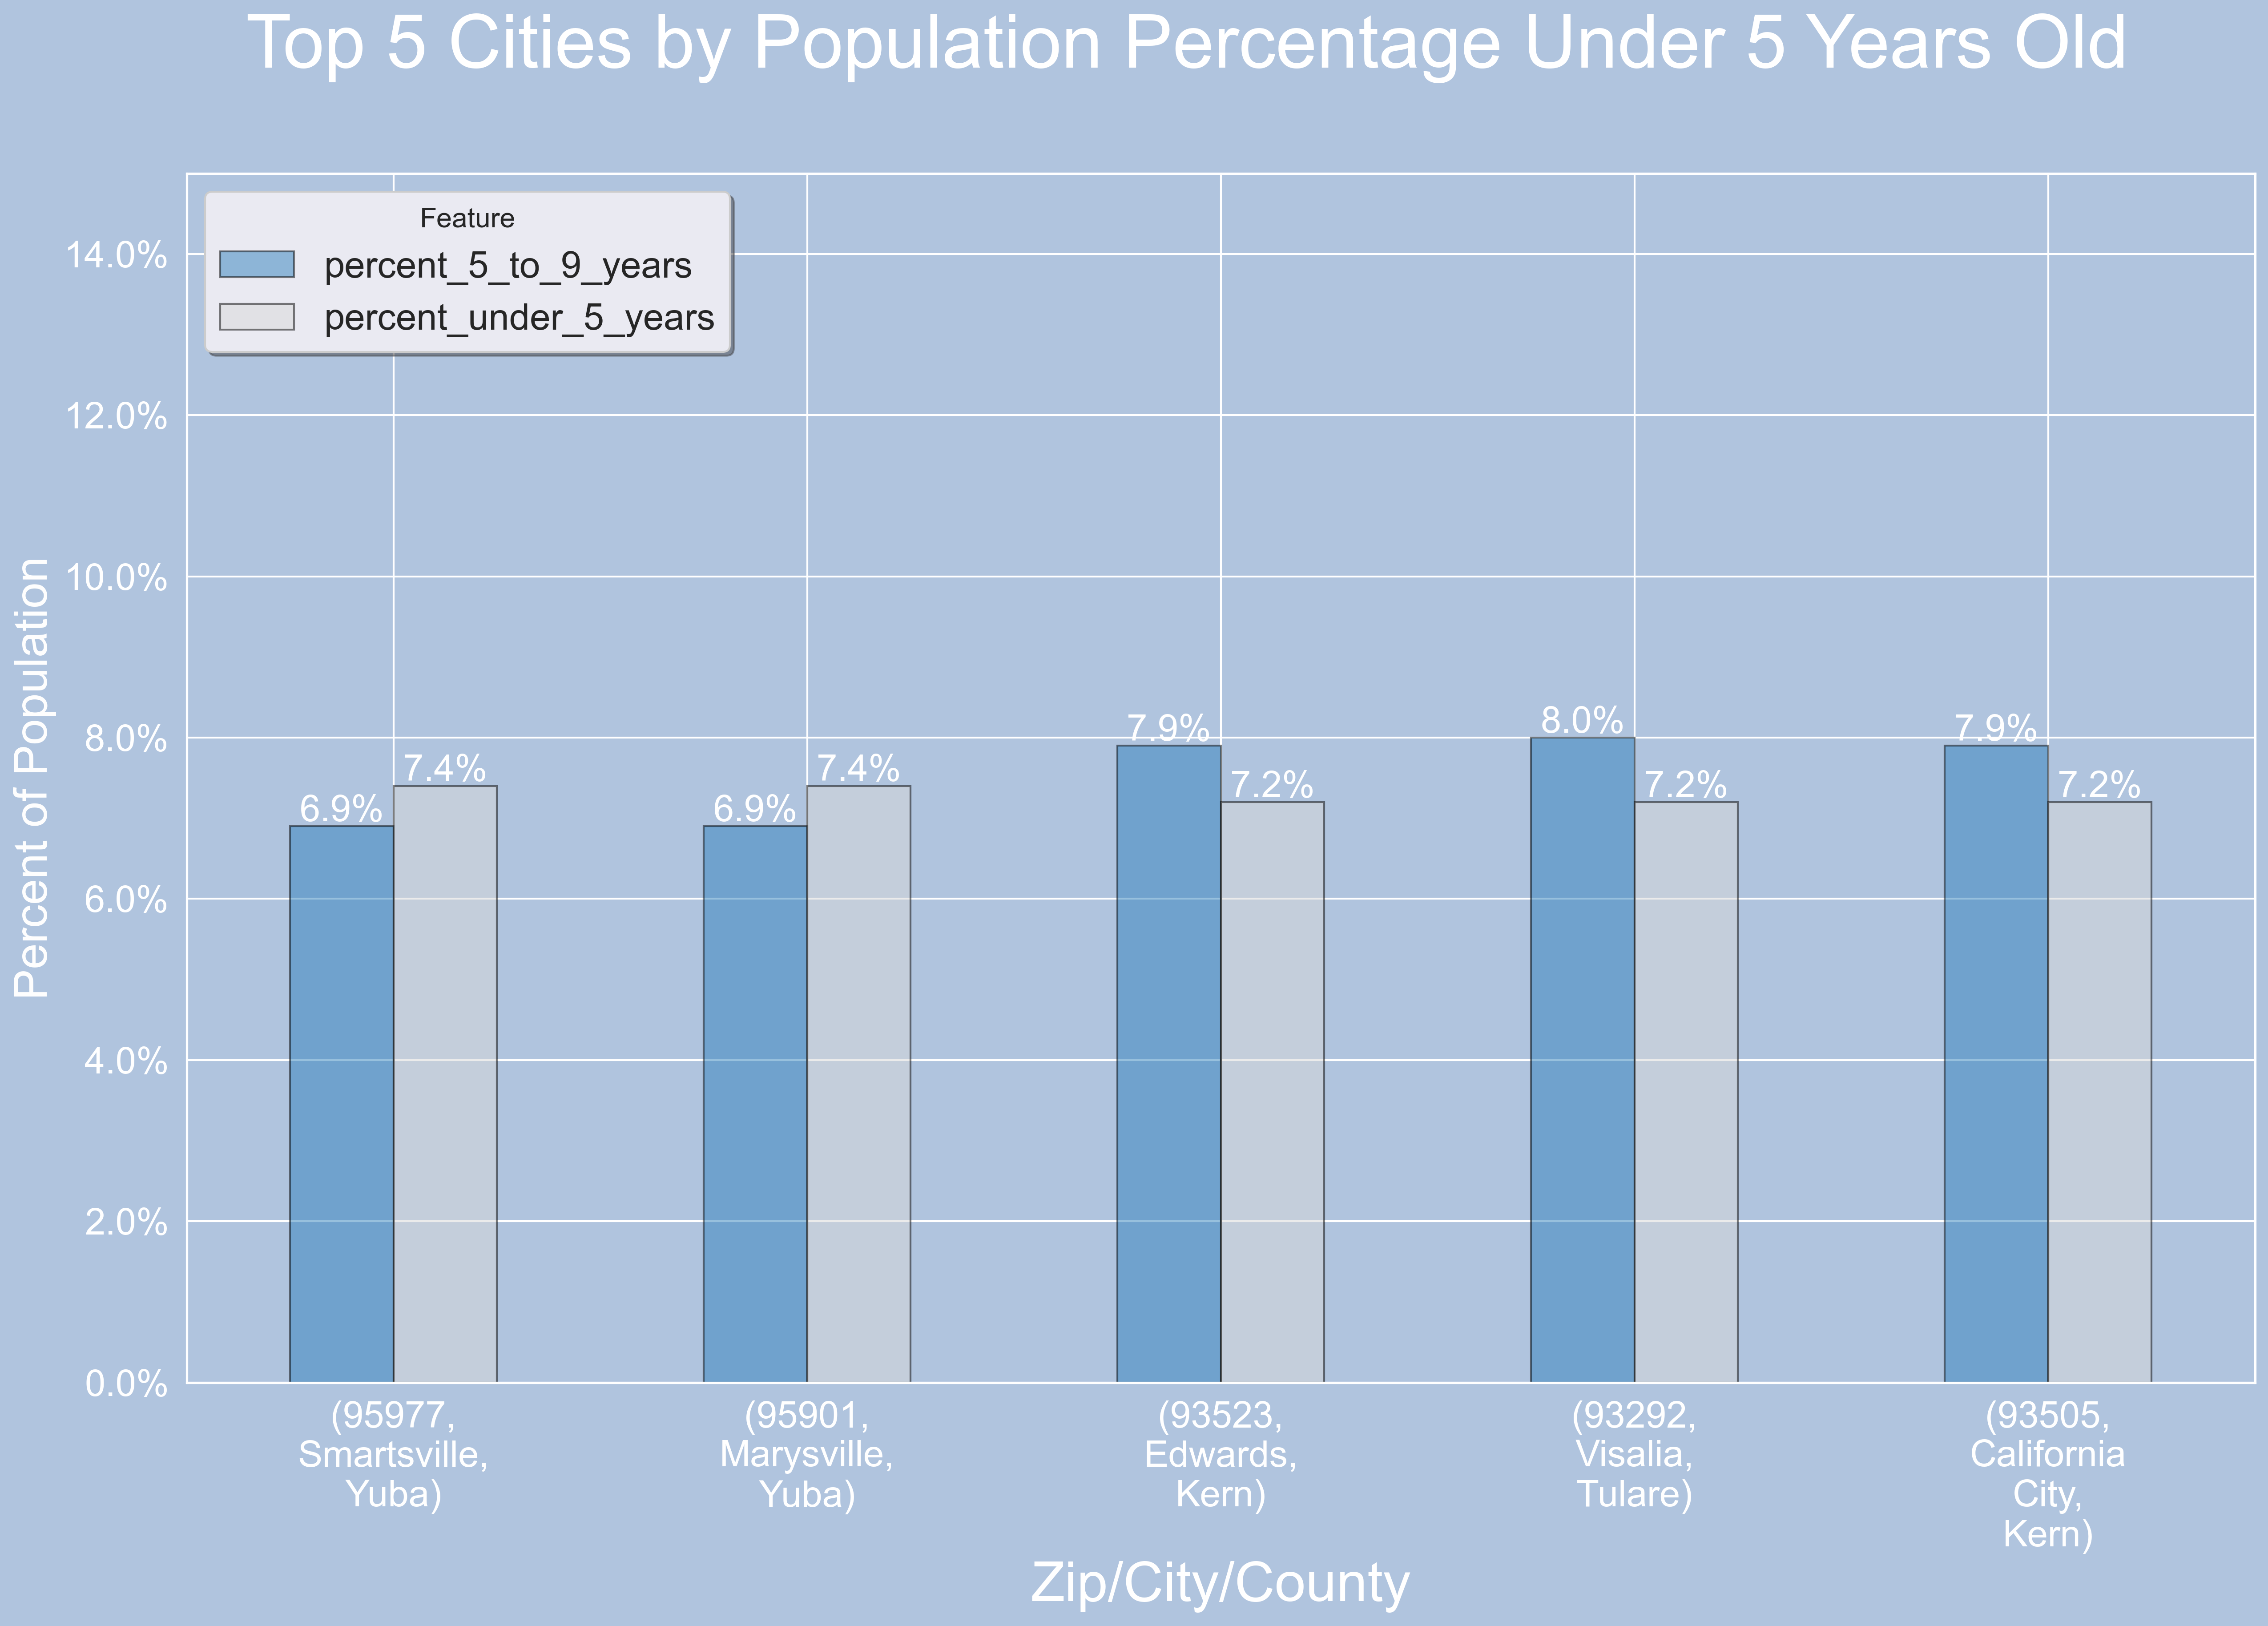 Top 5 Cities by Population Percentage Under 5 Years Old
Feature
percent_5_to_9_years
percent_under_5_years
14.0%
12.0%
10.0%
8.0%
6.0%
4.0%
2.0%
0.0%
Percent of Population
6.9%
7.4%
6.9%
7.4%
7.9%
7.2%
8.0%
7.2%
7.9%
7.2%
(95977,
Smartsville,
Yuba)
(95901,
Marysville,
Yuba)
(93523,
Edwards,
Kern)
(93292,
Visalia,
Tulare)
(93505,
California
City,
Kern)
Zip/City/County